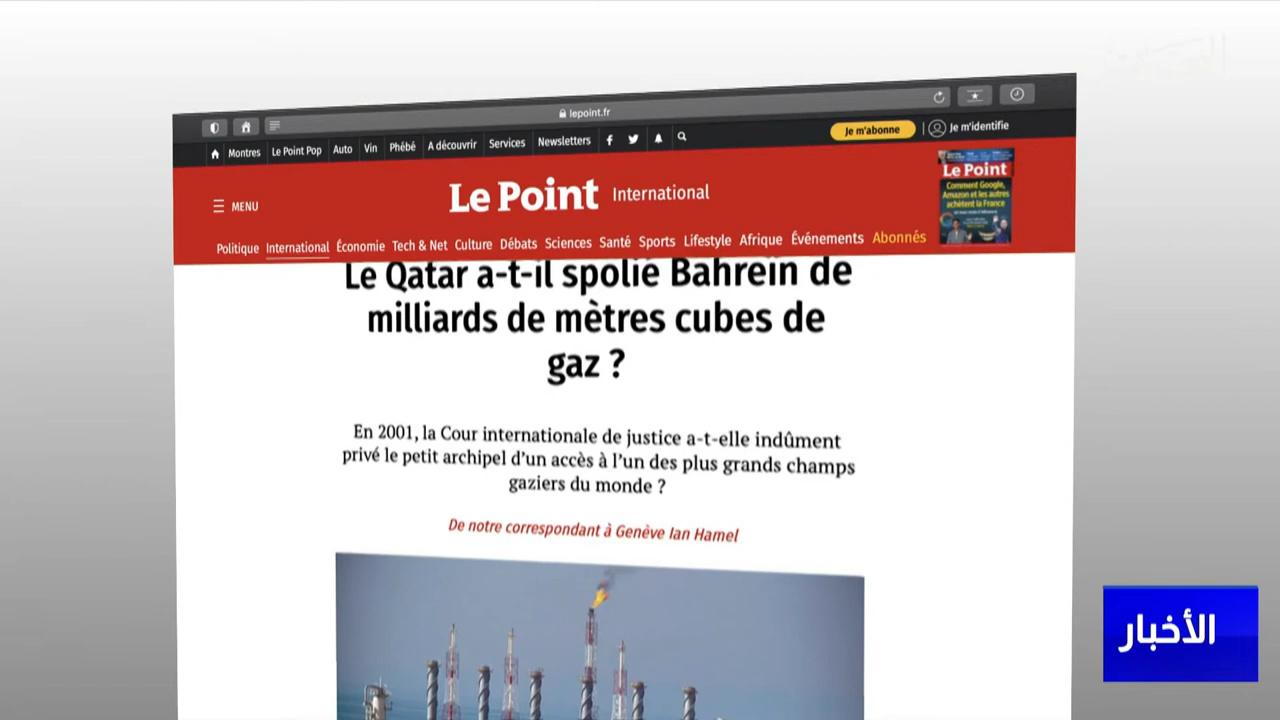 lepoint.fr
Montres Le Point Pop Auto Vin Phébé A découvrir Services Newsletters Je m'abonne Je m'identifie
MENU Le Point International
Le Point
Comment Google,
Amazon et les autres
achètent la France
Politique International Économie Tech & Net Culture Débats Sciences Santé Sports Lifestyle Afrique Événements Abonnés
Le Qatar a-t-il spolié Bahreïn de
milliards de mètres cubes de
gaz ?
En 2001, la Cour internationale de justice a-t-elle indûment
privé le petit archipel d'un accès à l'un des plus grands champs
gaziers du monde ?
De notre correspondant à Genève Ian Hamel
الأخبار